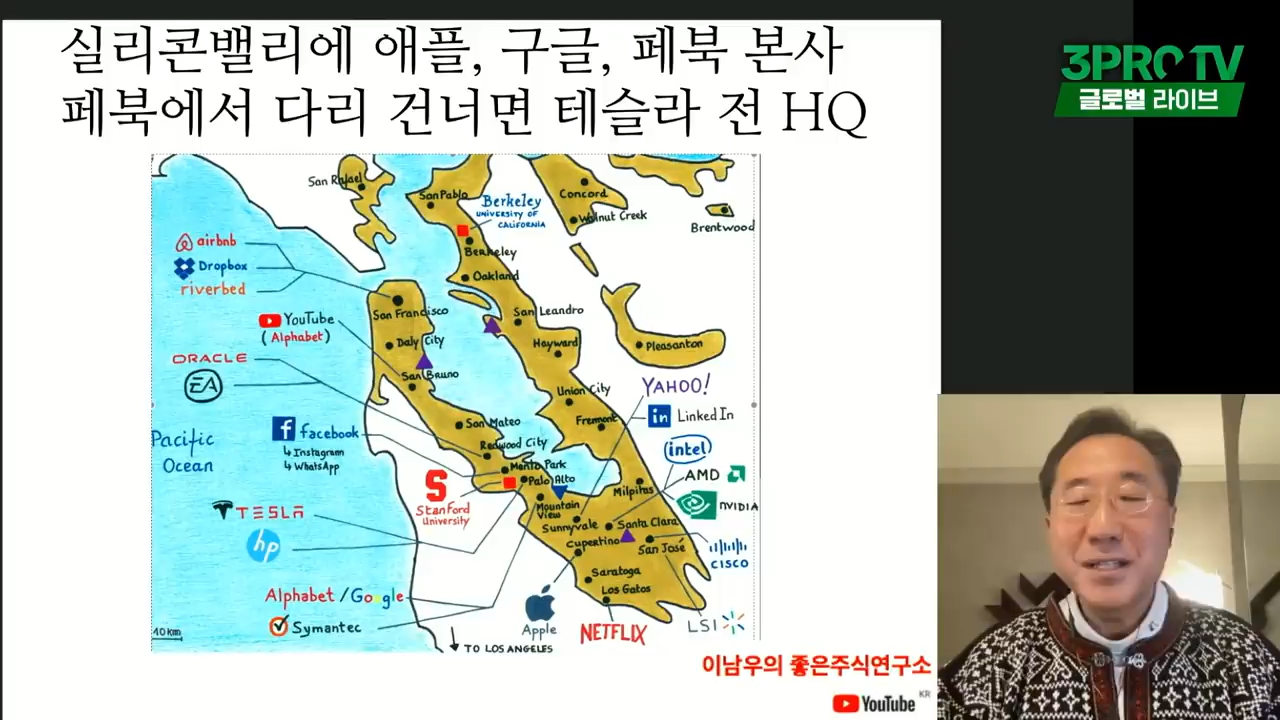 실리콘밸리에 애플, 구글, 페북 본사
페북에서 다리 건너면 테슬라 전 HQ
3PRO TV
글로벌 라이브
San Rafael
San Pablo
Berkeley
UNIVERSITY OF
CALIFORNIA
Concord
Walnut Creek
Brentwood
Berkeley
Oakland
airbnb
Dropbox
riverbed
San Francisco
San Leandro
YouTube
(Alphabet)
Daly City
Hayward
Pleasanton
ORACLE
EA
San Bruno
Union City
YAHOO!
in LinkedIn
San Mateo
Fremont
Pacific
Ocean
f facebook
↳ Instagram
↳ WhatsApp
Redwood City
intel
Menlo Park
AMD
S
Stanford
University
Palo Alto
Mountain
View
Milpitas
nVIDIA
TESLA
hp
Sunnyvale
Santa Clara
Cupertino
San José
CISCO
Saratoga
Los Gatos
Alphabet / Google
Symantec
Apple
NETFLIX
LSI
10 km
TO LOS ANGELES
이남우의 좋은주식연구소
YouTube KR